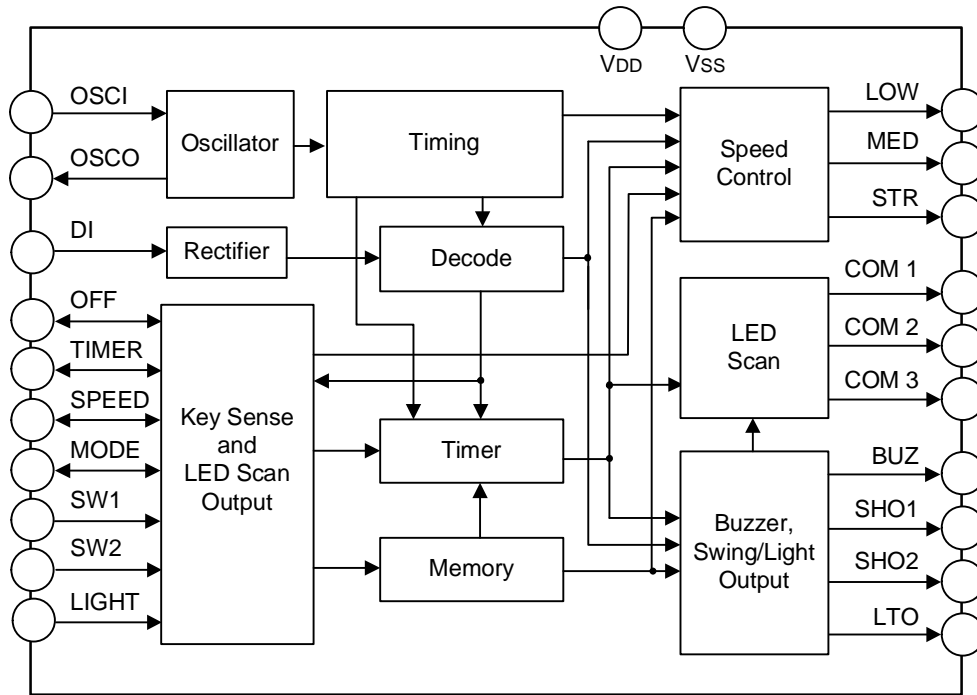 VDD
VSS
OSCI
OSCO
DI
OFF
TIMER
SPEED
MODE
SW1
SW2
LIGHT
Oscillator
Timing
Rectifier
Decode
Key Sense
and
LED Scan
Output
Timer
Memory
Speed
Control
LED
Scan
Buzzer,
Swing/Light
Output
LOW
MED
STR
COM 1
COM 2
COM 3
BUZ
SHO1
SHO2
LTO